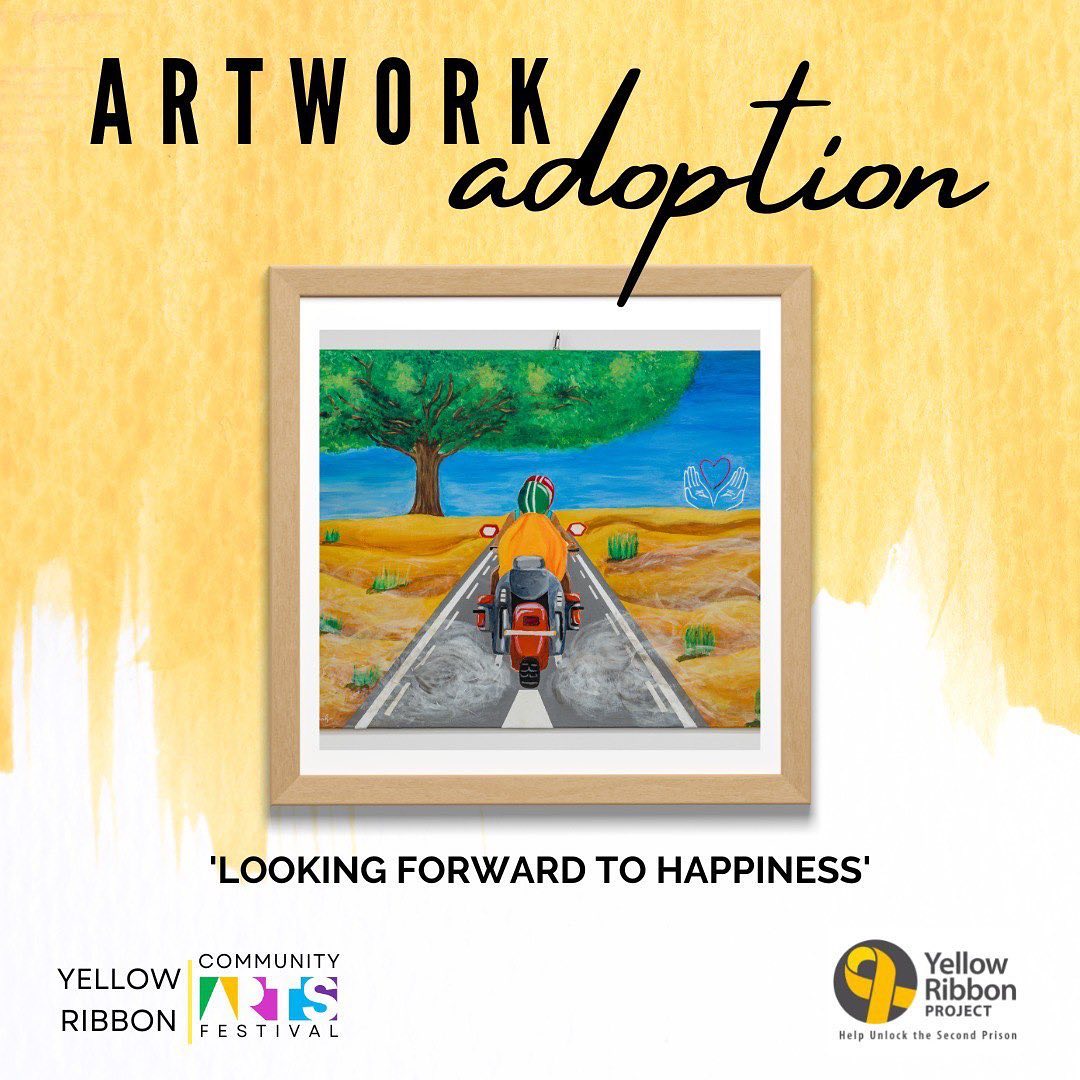 ARTWORK
adoption
'LOOKING FORWARD TO HAPPINESS'
YELLOW
RIBBON
COMMUNITY
ARTS
FESTIVAL
Yellow
Ribbon
PROJECT
Help Unlock the Second Prison